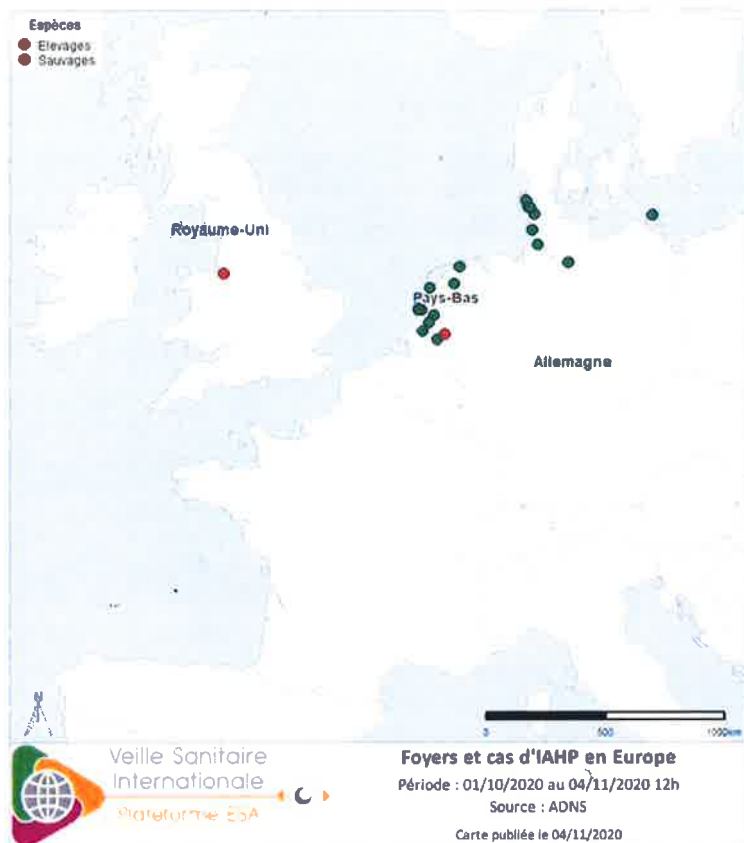 Espèces
Elevages
Sauvages
Royaume-Uni
Pays-Bas
Allemagne
N
0 500 1000km
Veille Sanitaire
Internationale
Plateforme ESA
Foyers et cas d'IAHP en Europe
Période : 01/10/2020 au 04/11/2020 12h
Source : ADNS
Carte publiée le 04/11/2020